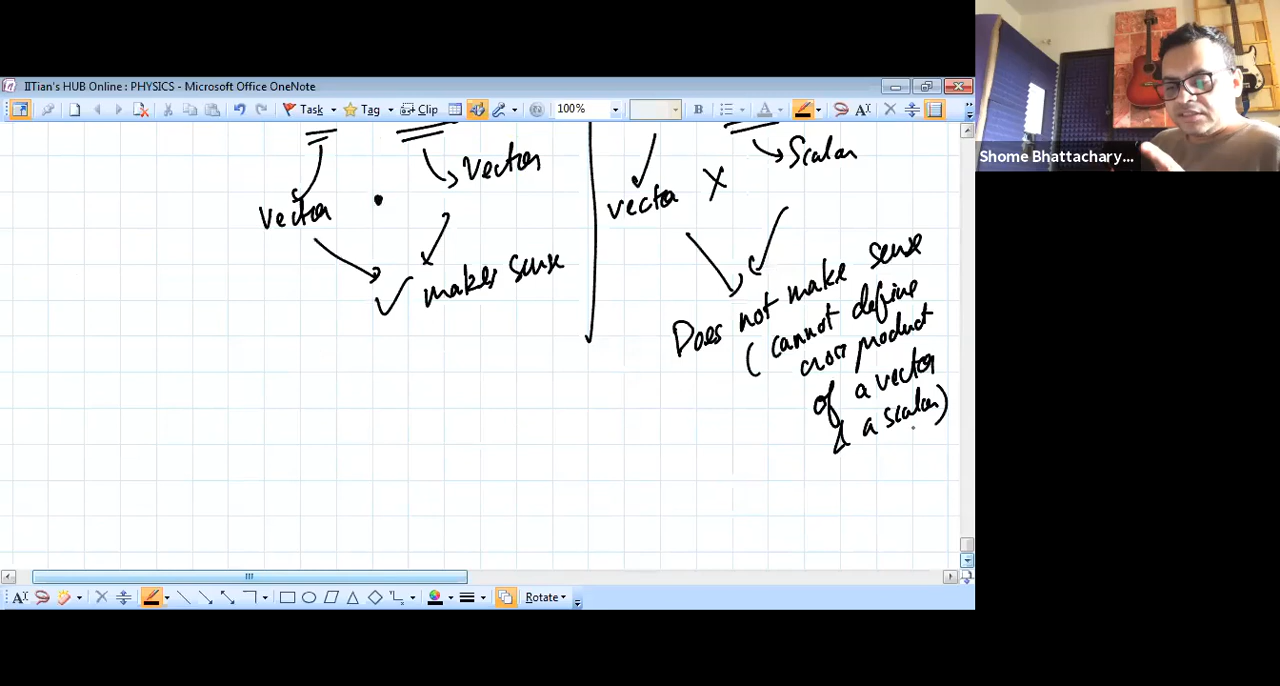 IITian's HUB Online : PHYSICS - Microsoft Office OneNote
Task Tag Clip 100% B A A
Shome Bhattachary...
Vector
Scalar
vector • vector X
makes sense
Does not make sense
(cannot define
cross product
of a vector
& a scalar)
A Rotate